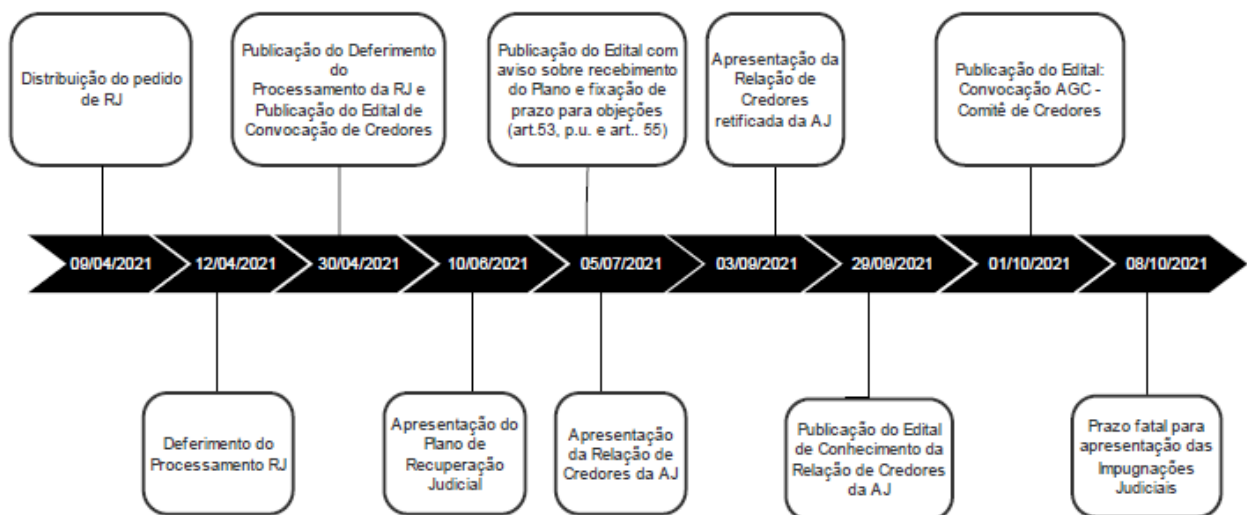 Distribuição do pedido
de RJ
Publicação do Deferimento
do
Processamento da RJ e
Publicação do Edital de
Convocação de Credores
Publicação do Edital com
aviso sobre recebimento
do Plano e fixação de
prazo para objeções
(art.53, p.u. e art.. 55)
Apresentação da
Relação de
Credores
retificada da AJ
Publicação do Edital:
Convocação AGC -
Comitê de Credores
09/04/2021
12/04/2021
30/04/2021
10/06/2021
05/07/2021
03/09/2021
29/09/2021
01/10/2021
08/10/2021
Deferimento do
Processamento RJ
Apresentação do
Plano de
Recuperação
Judicial
Apresentação
da Relação de
Credores da AJ
Publicação do Edital
de Conhecimento da
Relação de Credores
da AJ
Prazo fatal para
apresentação das
Impugnações
Judiciais